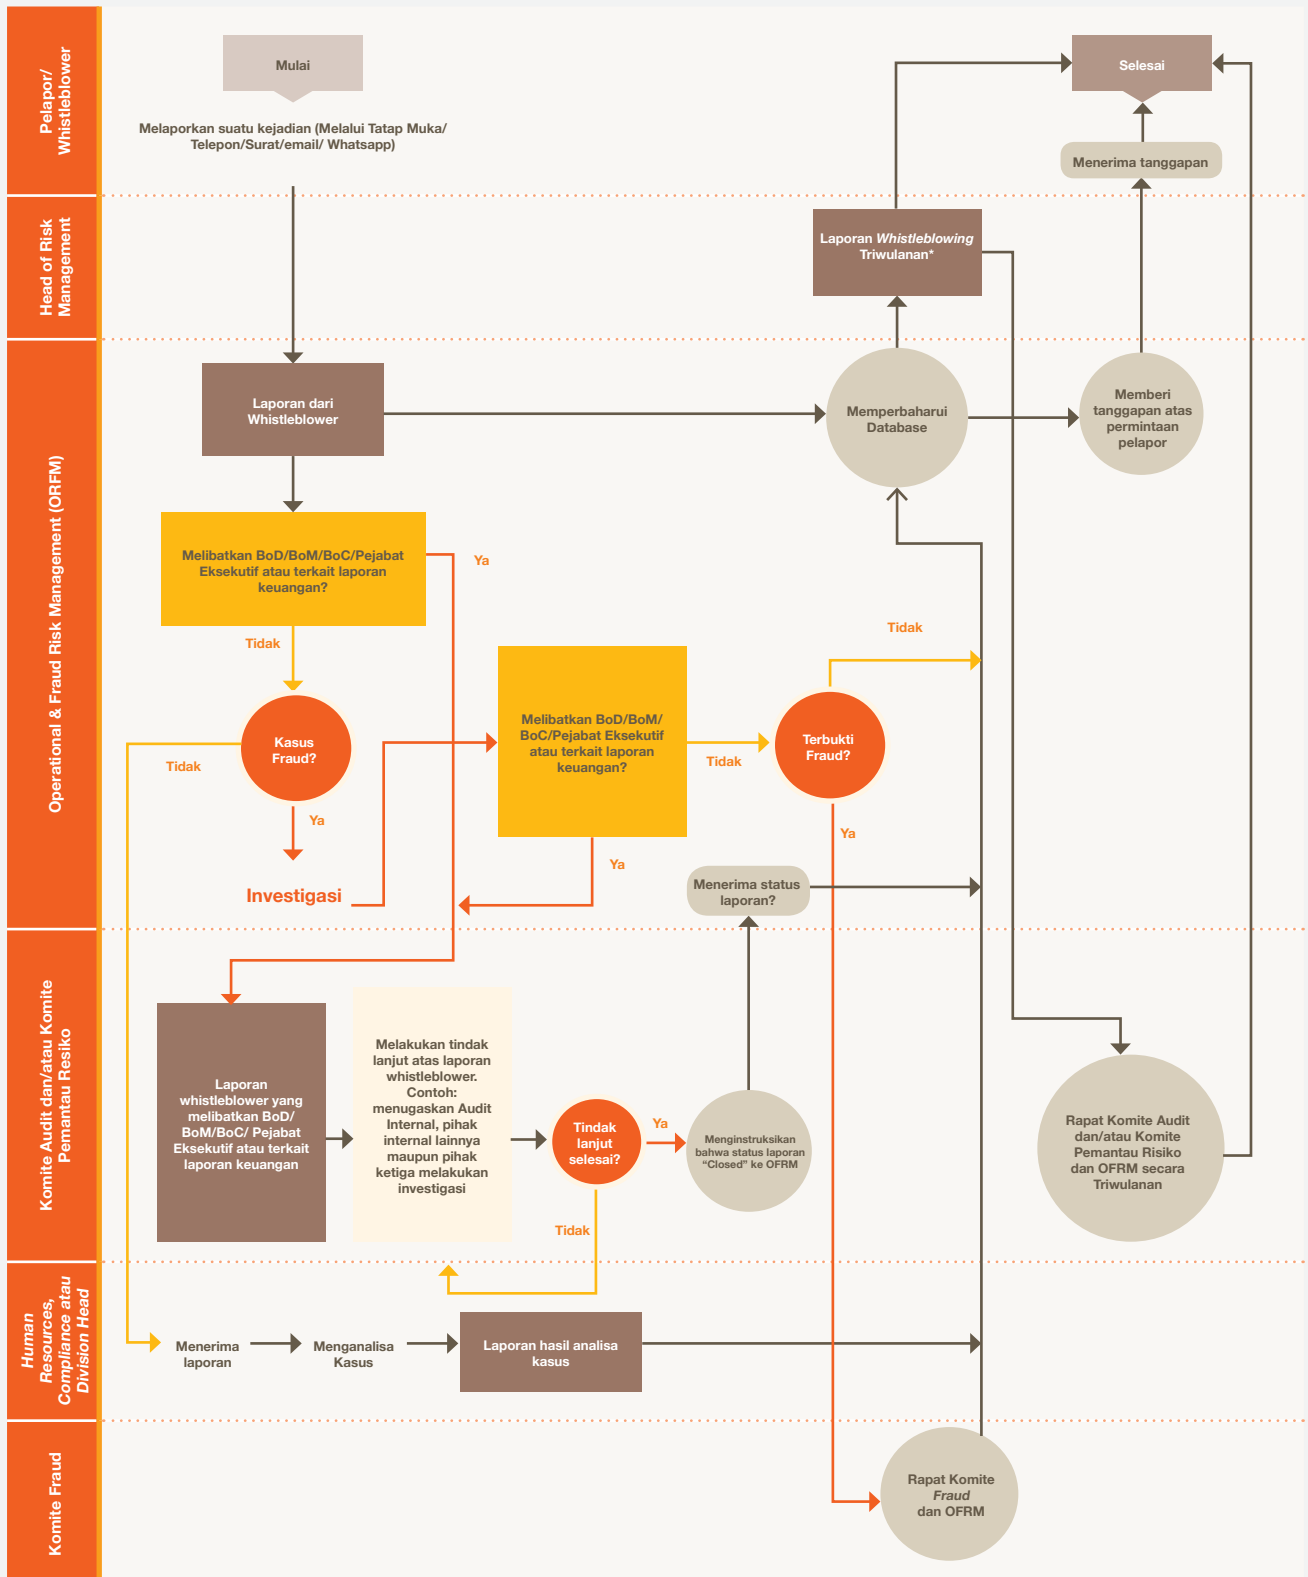 Pelapor/
Whistleblower
Mulai
Melaporkan suatu kejadian (Melalui Tatap Muka/
Telepon/Surat/email/ Whatsapp)
Selesai
Menerima tanggapan
Head of Risk
Management
Laporan Whistleblowing
Triwulanan*
Operational & Fraud Risk Management (ORFM)
Laporan dari
Whistleblower
Memperbaharui
Database
Memberi
tanggapan atas
permintaan
pelapor
Melibatkan BoD/BoM/BoC/Pejabat
Eksekutif atau terkait laporan
keuangan?
Ya
Tidak
Kasus
Fraud?
Tidak
Ya
Investigasi
Melibatkan BoD/BoM/
BoC/Pejabat Eksekutif
atau terkait laporan
keuangan?
Tidak
Ya
Terbukti
Fraud?
Tidak
Ya
Menerima status
laporan?
Komite Audit dan/atau Komite
Pemantau Resiko
Laporan
whistleblower yang
melibatkan BoD/
BoM/BoC/ Pejabat
Eksekutif atau terkait
laporan keuangan
Melakukan tindak
lanjut atas laporan
whistleblower.
Contoh:
menugaskan Audit
Internal, pihak
internal lainnya
maupun pihak
ketiga melakukan
investigasi
Tindak
lanjut
selesai?
Ya
Tidak
Menginstruksikan
bahwa status laporan
“Closed” ke OFRM
Rapat Komite Audit
dan/atau Komite
Pemantau Risiko
dan OFRM secara
Triwulanan
Human
Resources,
Compliance atau
Division Head
Menerima
laporan
Menganalisa
Kasus
Laporan hasil analisa
kasus
Komite Fraud
Rapat Komite
Fraud
dan OFRM